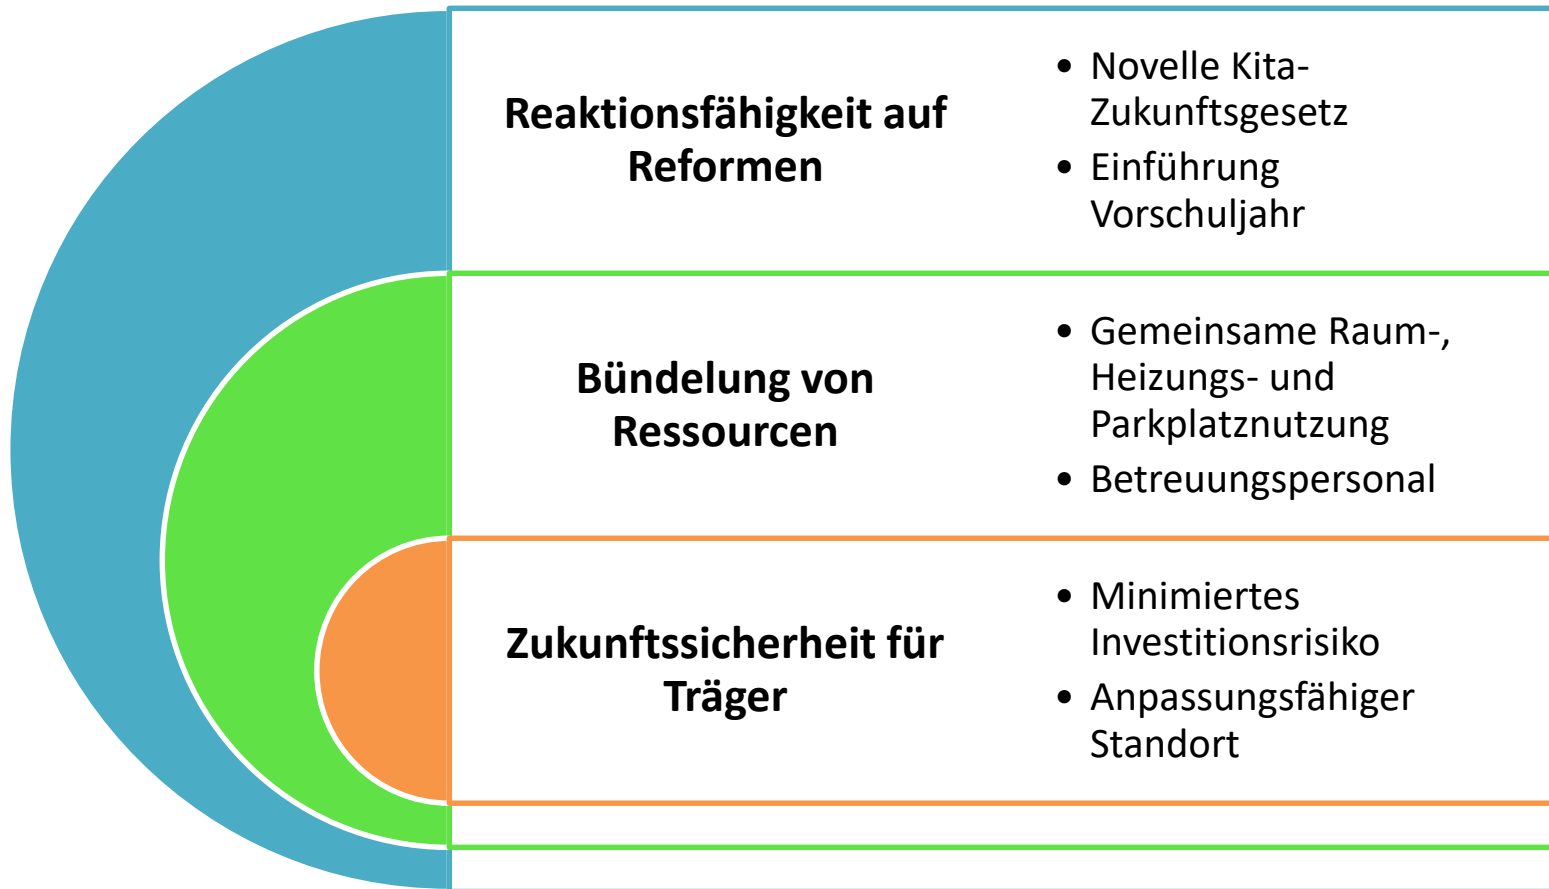 Reaktionsfähigkeit auf
Reformen
• Novelle Kita-
Zukunftsgesetz
• Einführung
Vorschuljahr
Bündelung von
Ressourcen
• Gemeinsame Raum-,
Heizungs- und
Parkplatznutzung
• Betreuungspersonal
Zukunftssicherheit für
Träger
• Minimiertes
Investitionsrisiko
• Anpassungsfähiger
Standort